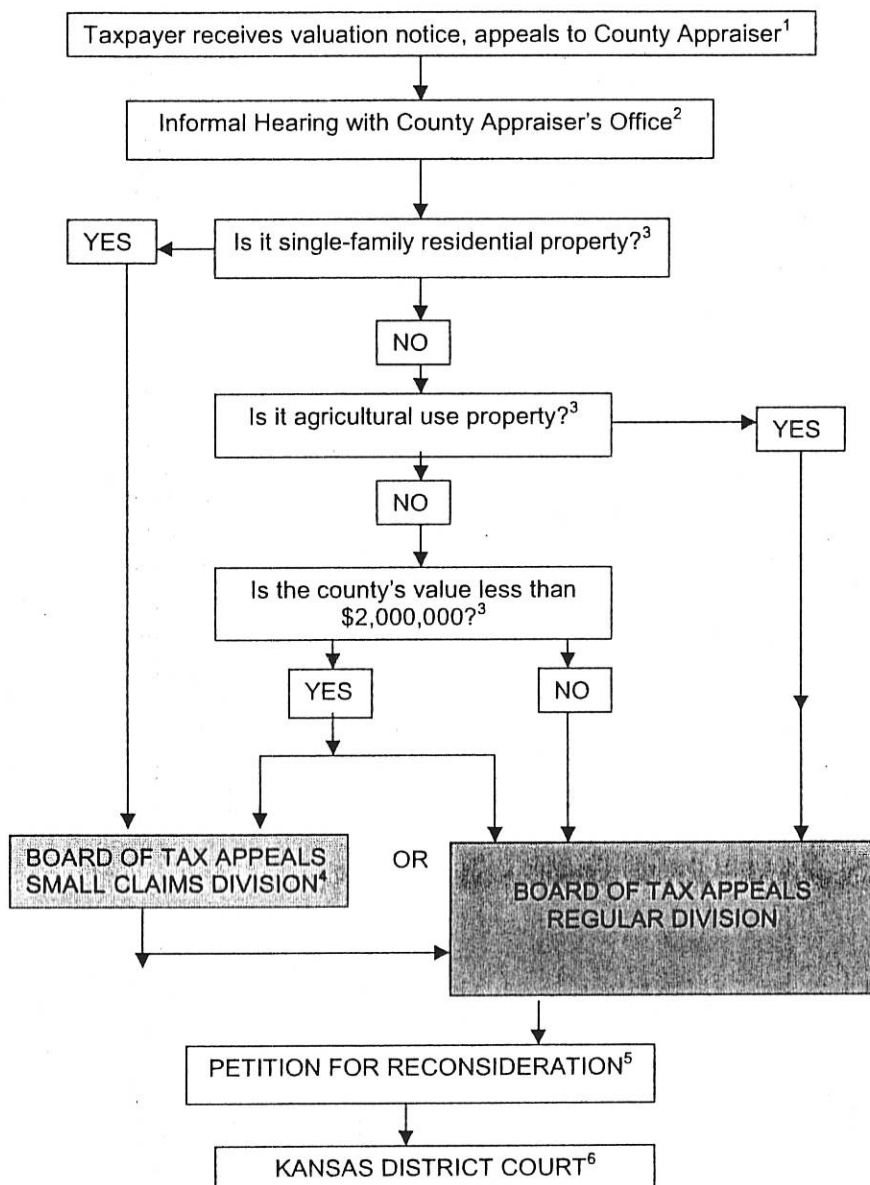 Taxpayer receives valuation notice, appeals to County Appraiser¹
Informal Hearing with County Appraiser's Office²
YES
Is it single-family residential property?³
NO
Is it agricultural use property?³
YES
NO
Is the county's value less than
$2,000,000?³
YES
NO
BOARD OF TAX APPEALS
SMALL CLAIMS DIVISION⁴
OR
BOARD OF TAX APPEALS
REGULAR DIVISION
PETITION FOR RECONSIDERATION⁵
KANSAS DISTRICT COURT⁶